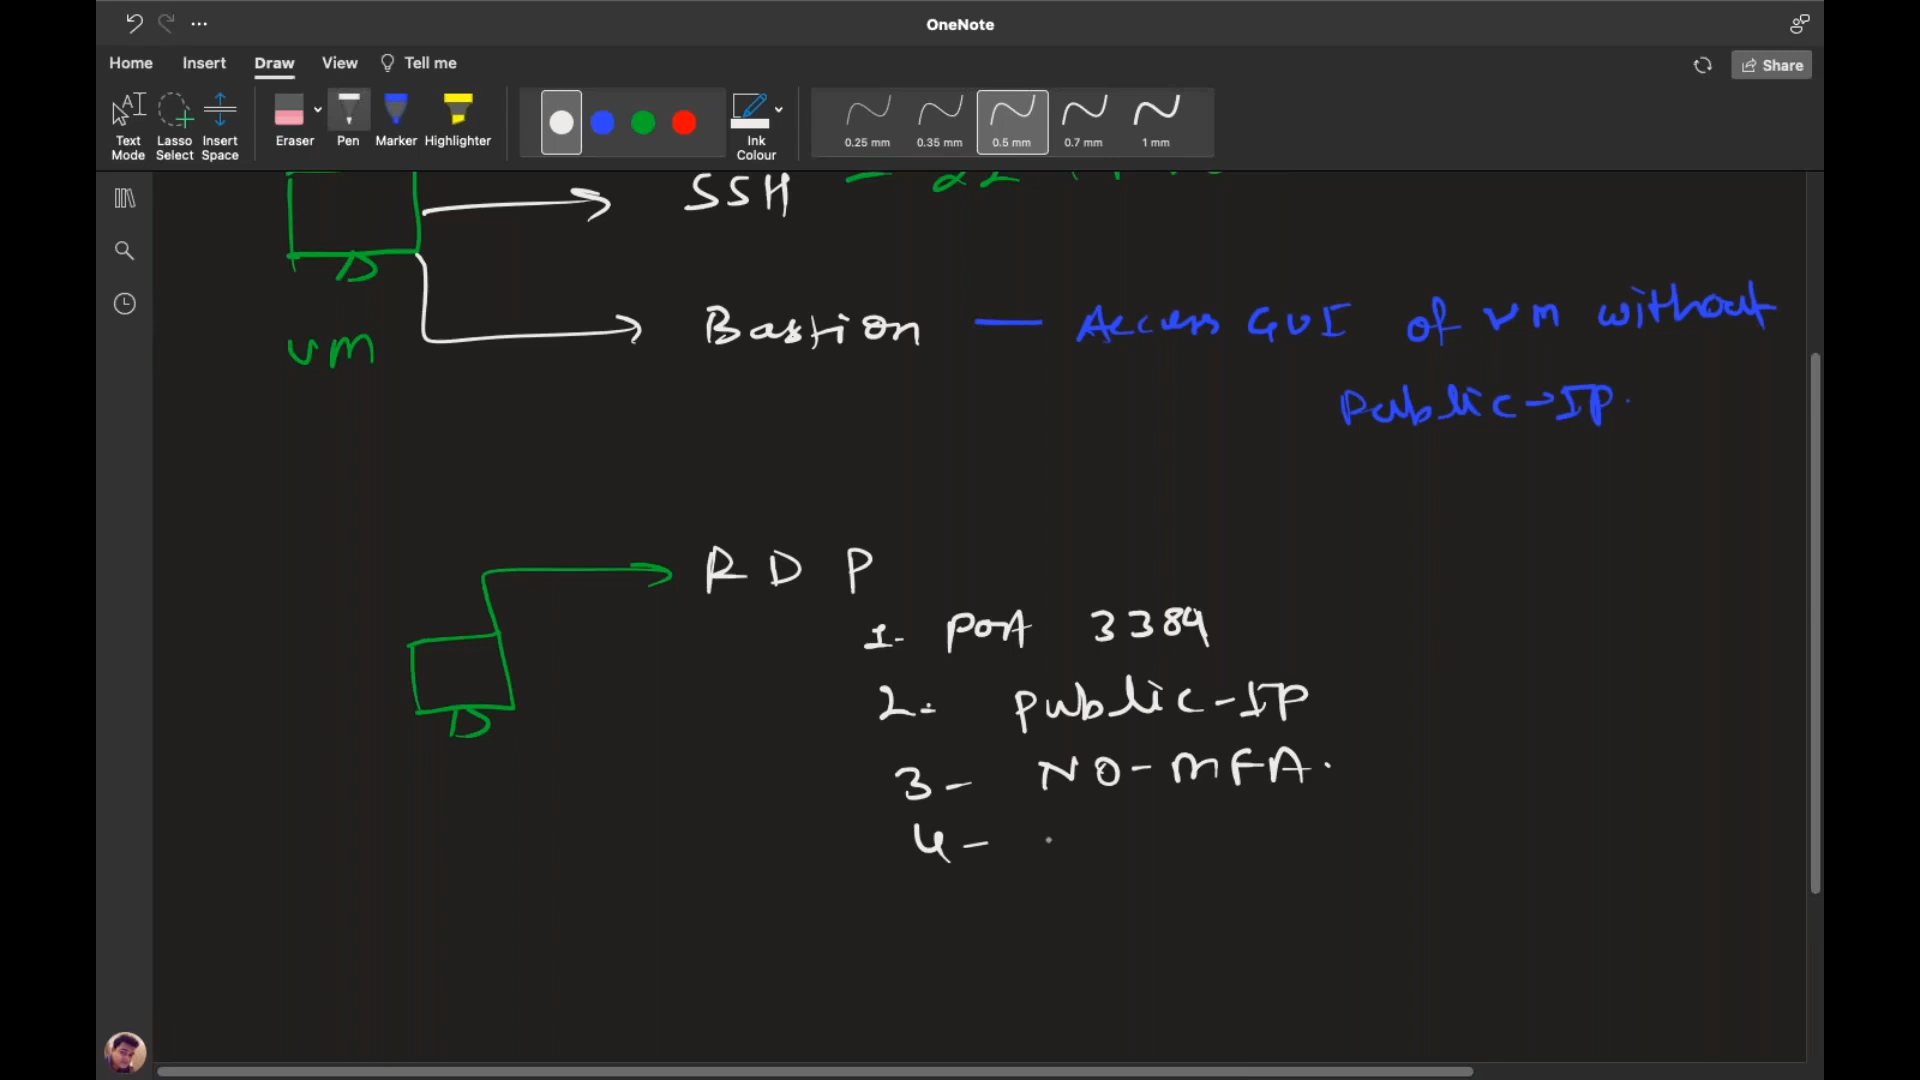 OneNote
Home Insert Draw View Tell me
Share
Text Mode
Lasso Select
Insert Space
Eraser
Pen
Marker
Highlighter
Ink Colour
0.25 mm
0.35 mm
0.5 mm
0.7 mm
1 mm
SSH
Bastion — Access GUI of vm without
Public-IP.
vm
RDP
1- Port 3389
2. Public-IP
3- NO-MFA.
4-